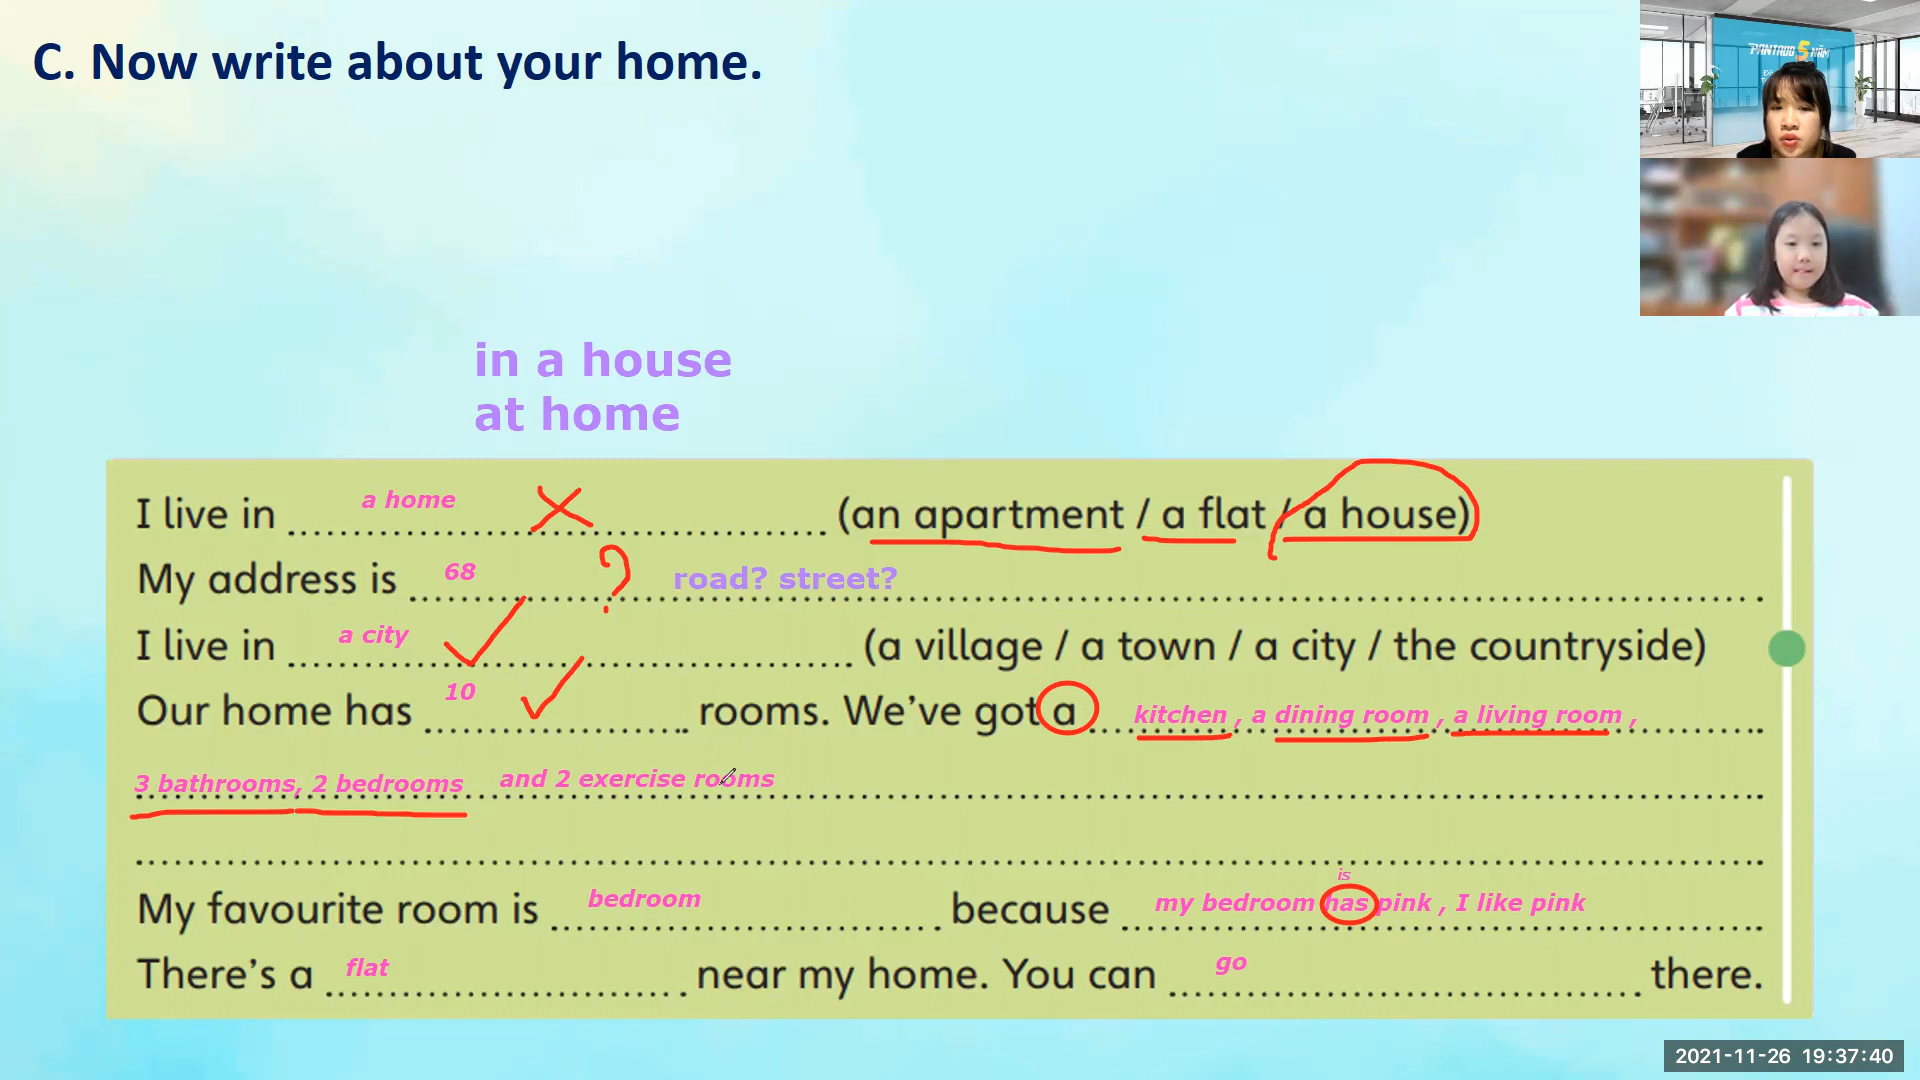 C. Now write about your home.
PANTADO 5 NĂM
in a house
at home
I live in a home (an apartment / a flat / a house)
My address is 68 ? road? street?
I live in a city (a village / a town / a city / the countryside)
Our home has 10 rooms. We've got a kitchen , a dining room , a living room ,
3 bathrooms, 2 bedrooms and 2 exercise rooms
is
My favourite room is bedroom because my bedroom has pink , I like pink
There's a flat near my home. You can go there.
2021-11-26 19:37:40